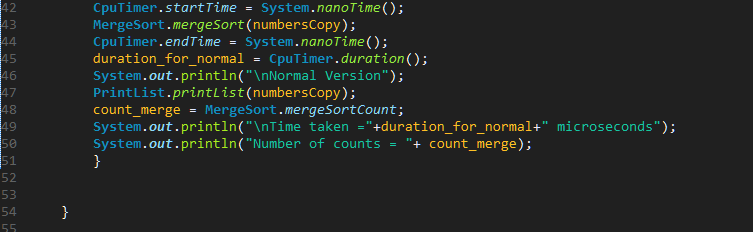 42 CpuTimer.startTime = System.nanoTime();
43 MergeSort.mergeSort(numbersCopy);
44 CpuTimer.endTime = System.nanoTime();
45 duration_for_normal = CpuTimer.duration();
46 System.out.println("\nNormal Version");
47 PrintList.printList(numbersCopy);
48 count_merge = MergeSort.mergeSortCount;
49 System.out.println("\nTime taken ="+duration_for_normal+" microseconds");
50 System.out.println("Number of counts = "+ count_merge);
51 }
52
53
54 }
55